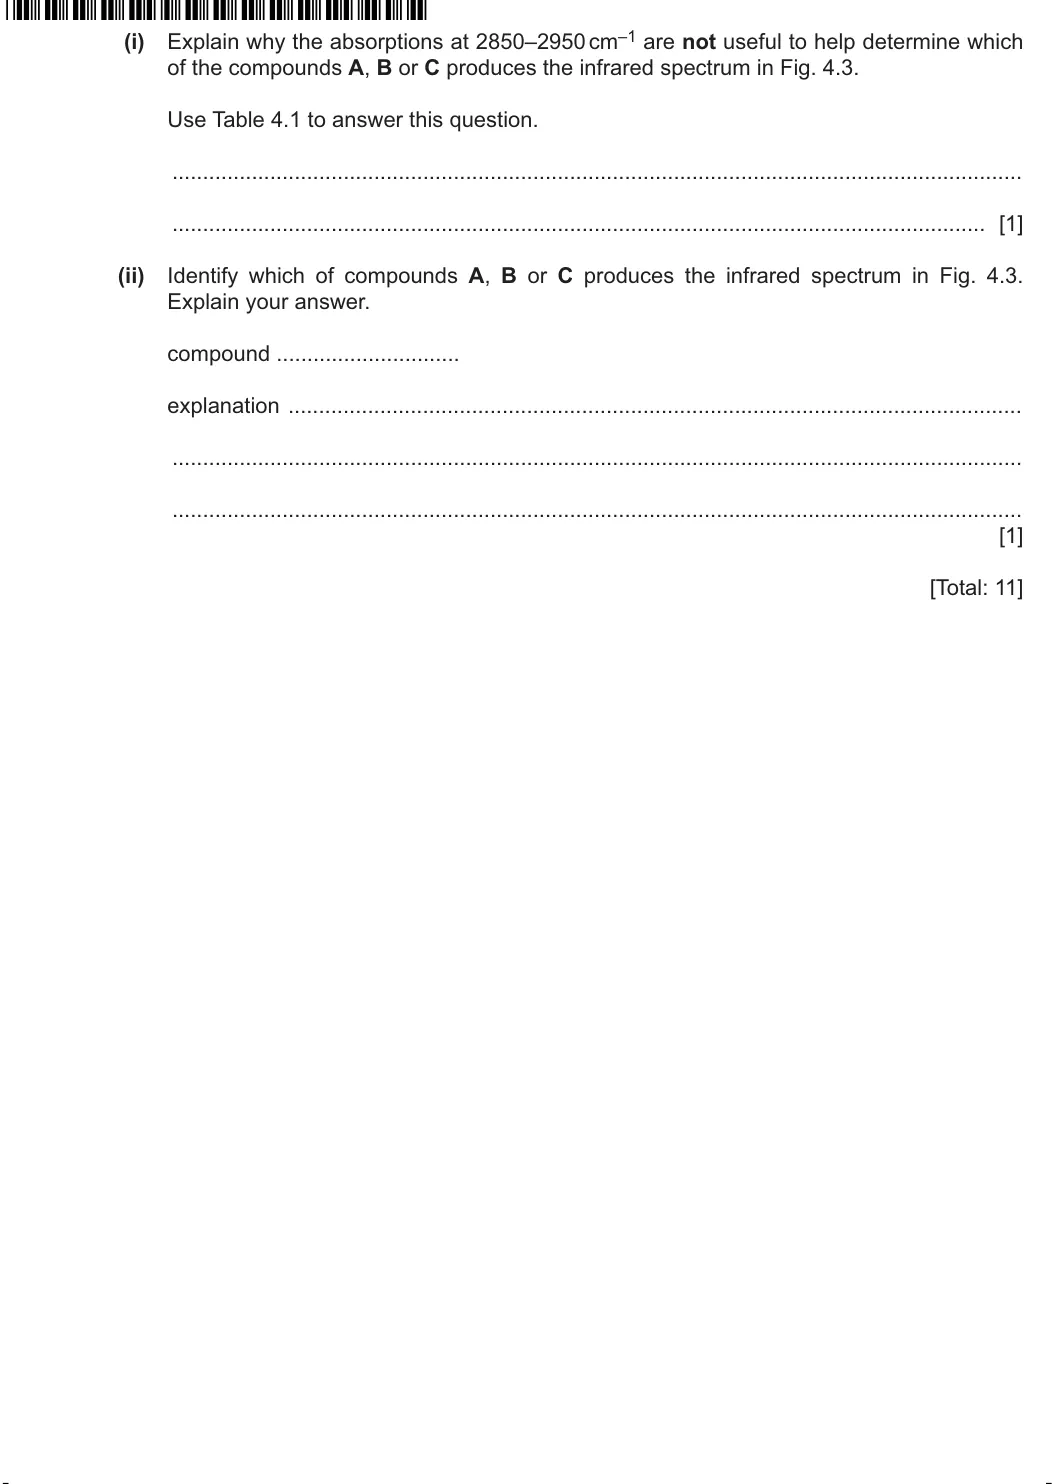 (i) Explain why the absorptions at 2850–2950 cm–1 are not useful to help determine which
of the compounds A, B or C produces the infrared spectrum in Fig. 4.3.
Use Table 4.1 to answer this question.
..........................................................................................................................................
.................................................................................................................................... [1]
(ii) Identify which of compounds A, B or C produces the infrared spectrum in Fig. 4.3.
Explain your answer.
compound ..............................
explanation .......................................................................................................................
..........................................................................................................................................
..........................................................................................................................................
[1]
[Total: 11]